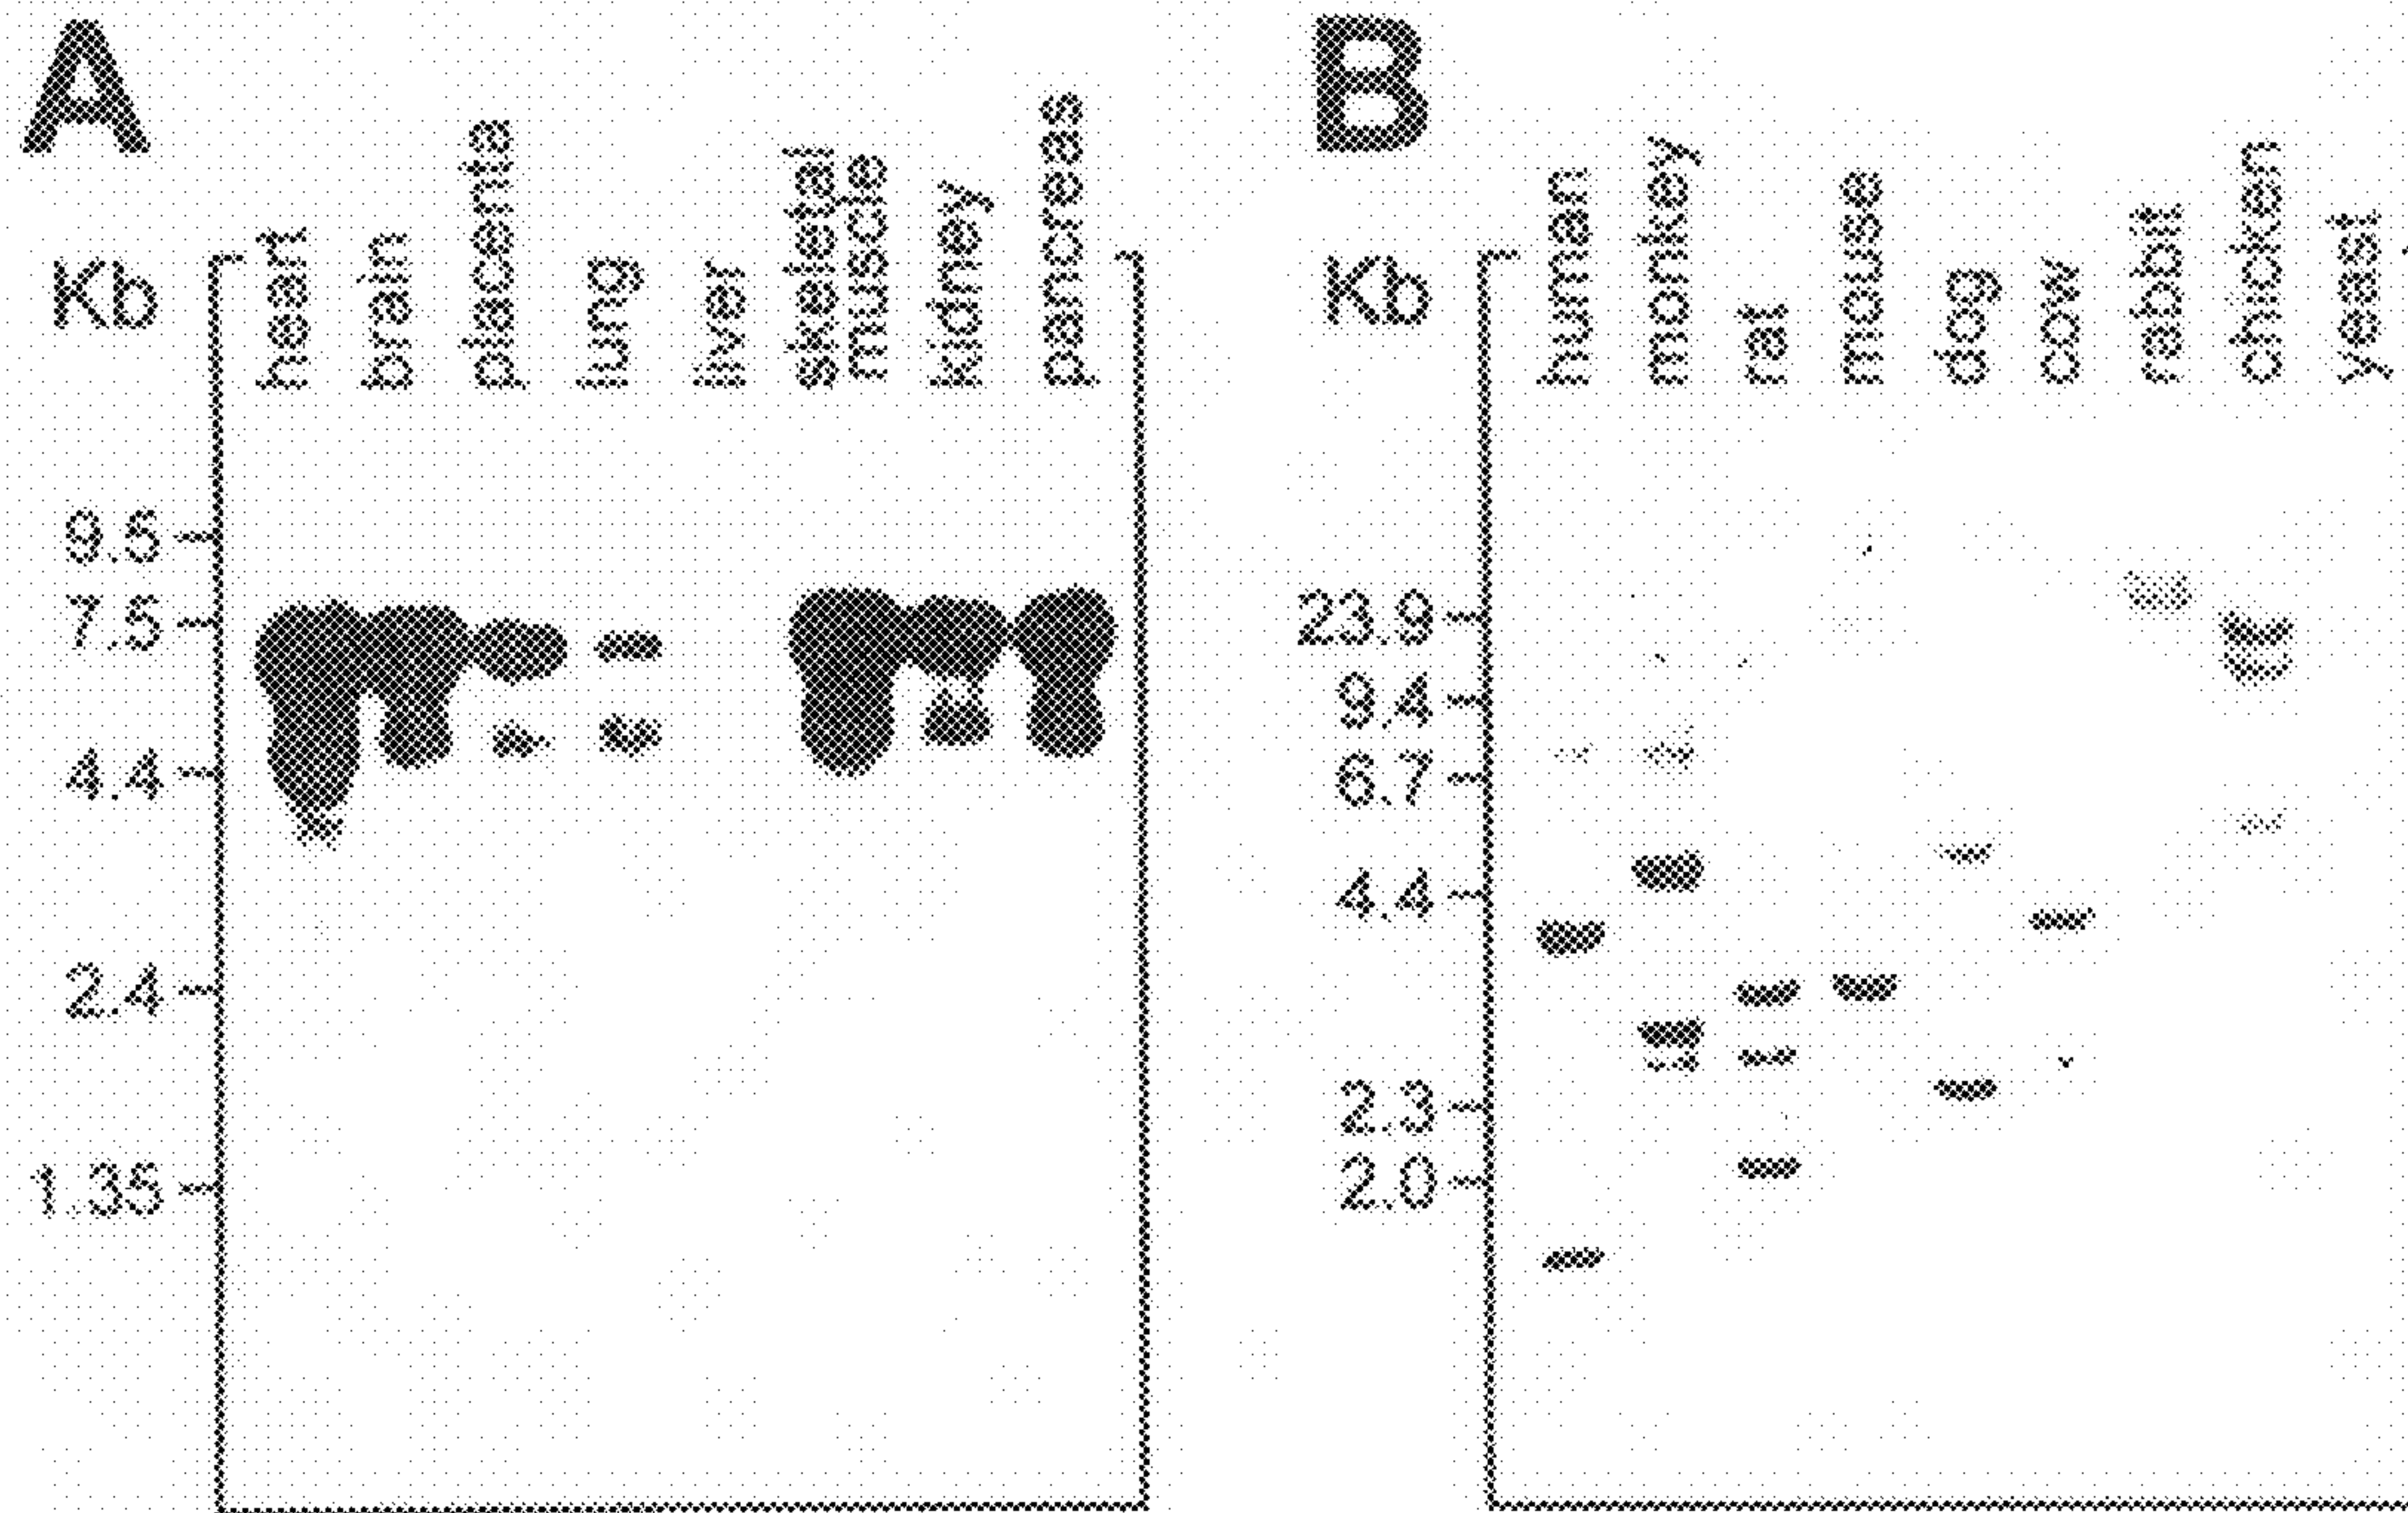 A
Kb
heart
brain
placenta
lung
liver
skeletal
muscle
kidney
pancreas
9.5
7.5
4.4
2.4
1.35
B
Kb
human
monkey
rat
mouse
dog
cow
rabbit
chicken
yeast
23.9
9.4
6.7
4.4
2.3
2.0